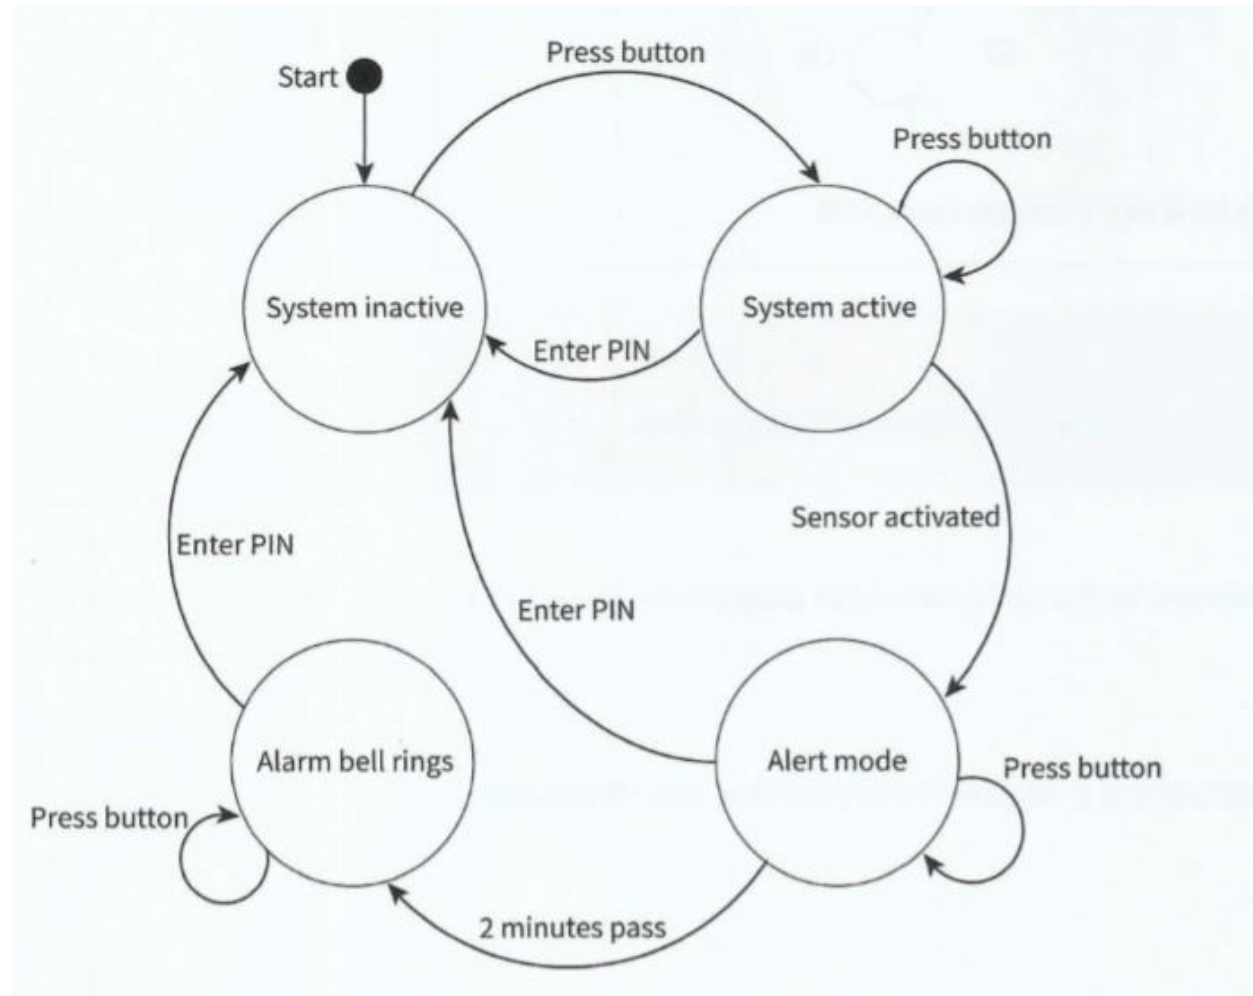 Press button
Start
Press button
System inactive
System active
Enter PIN
Sensor activated
Enter PIN
Enter PIN
Alarm bell rings
Alert mode
Press button
Press button
2 minutes pass